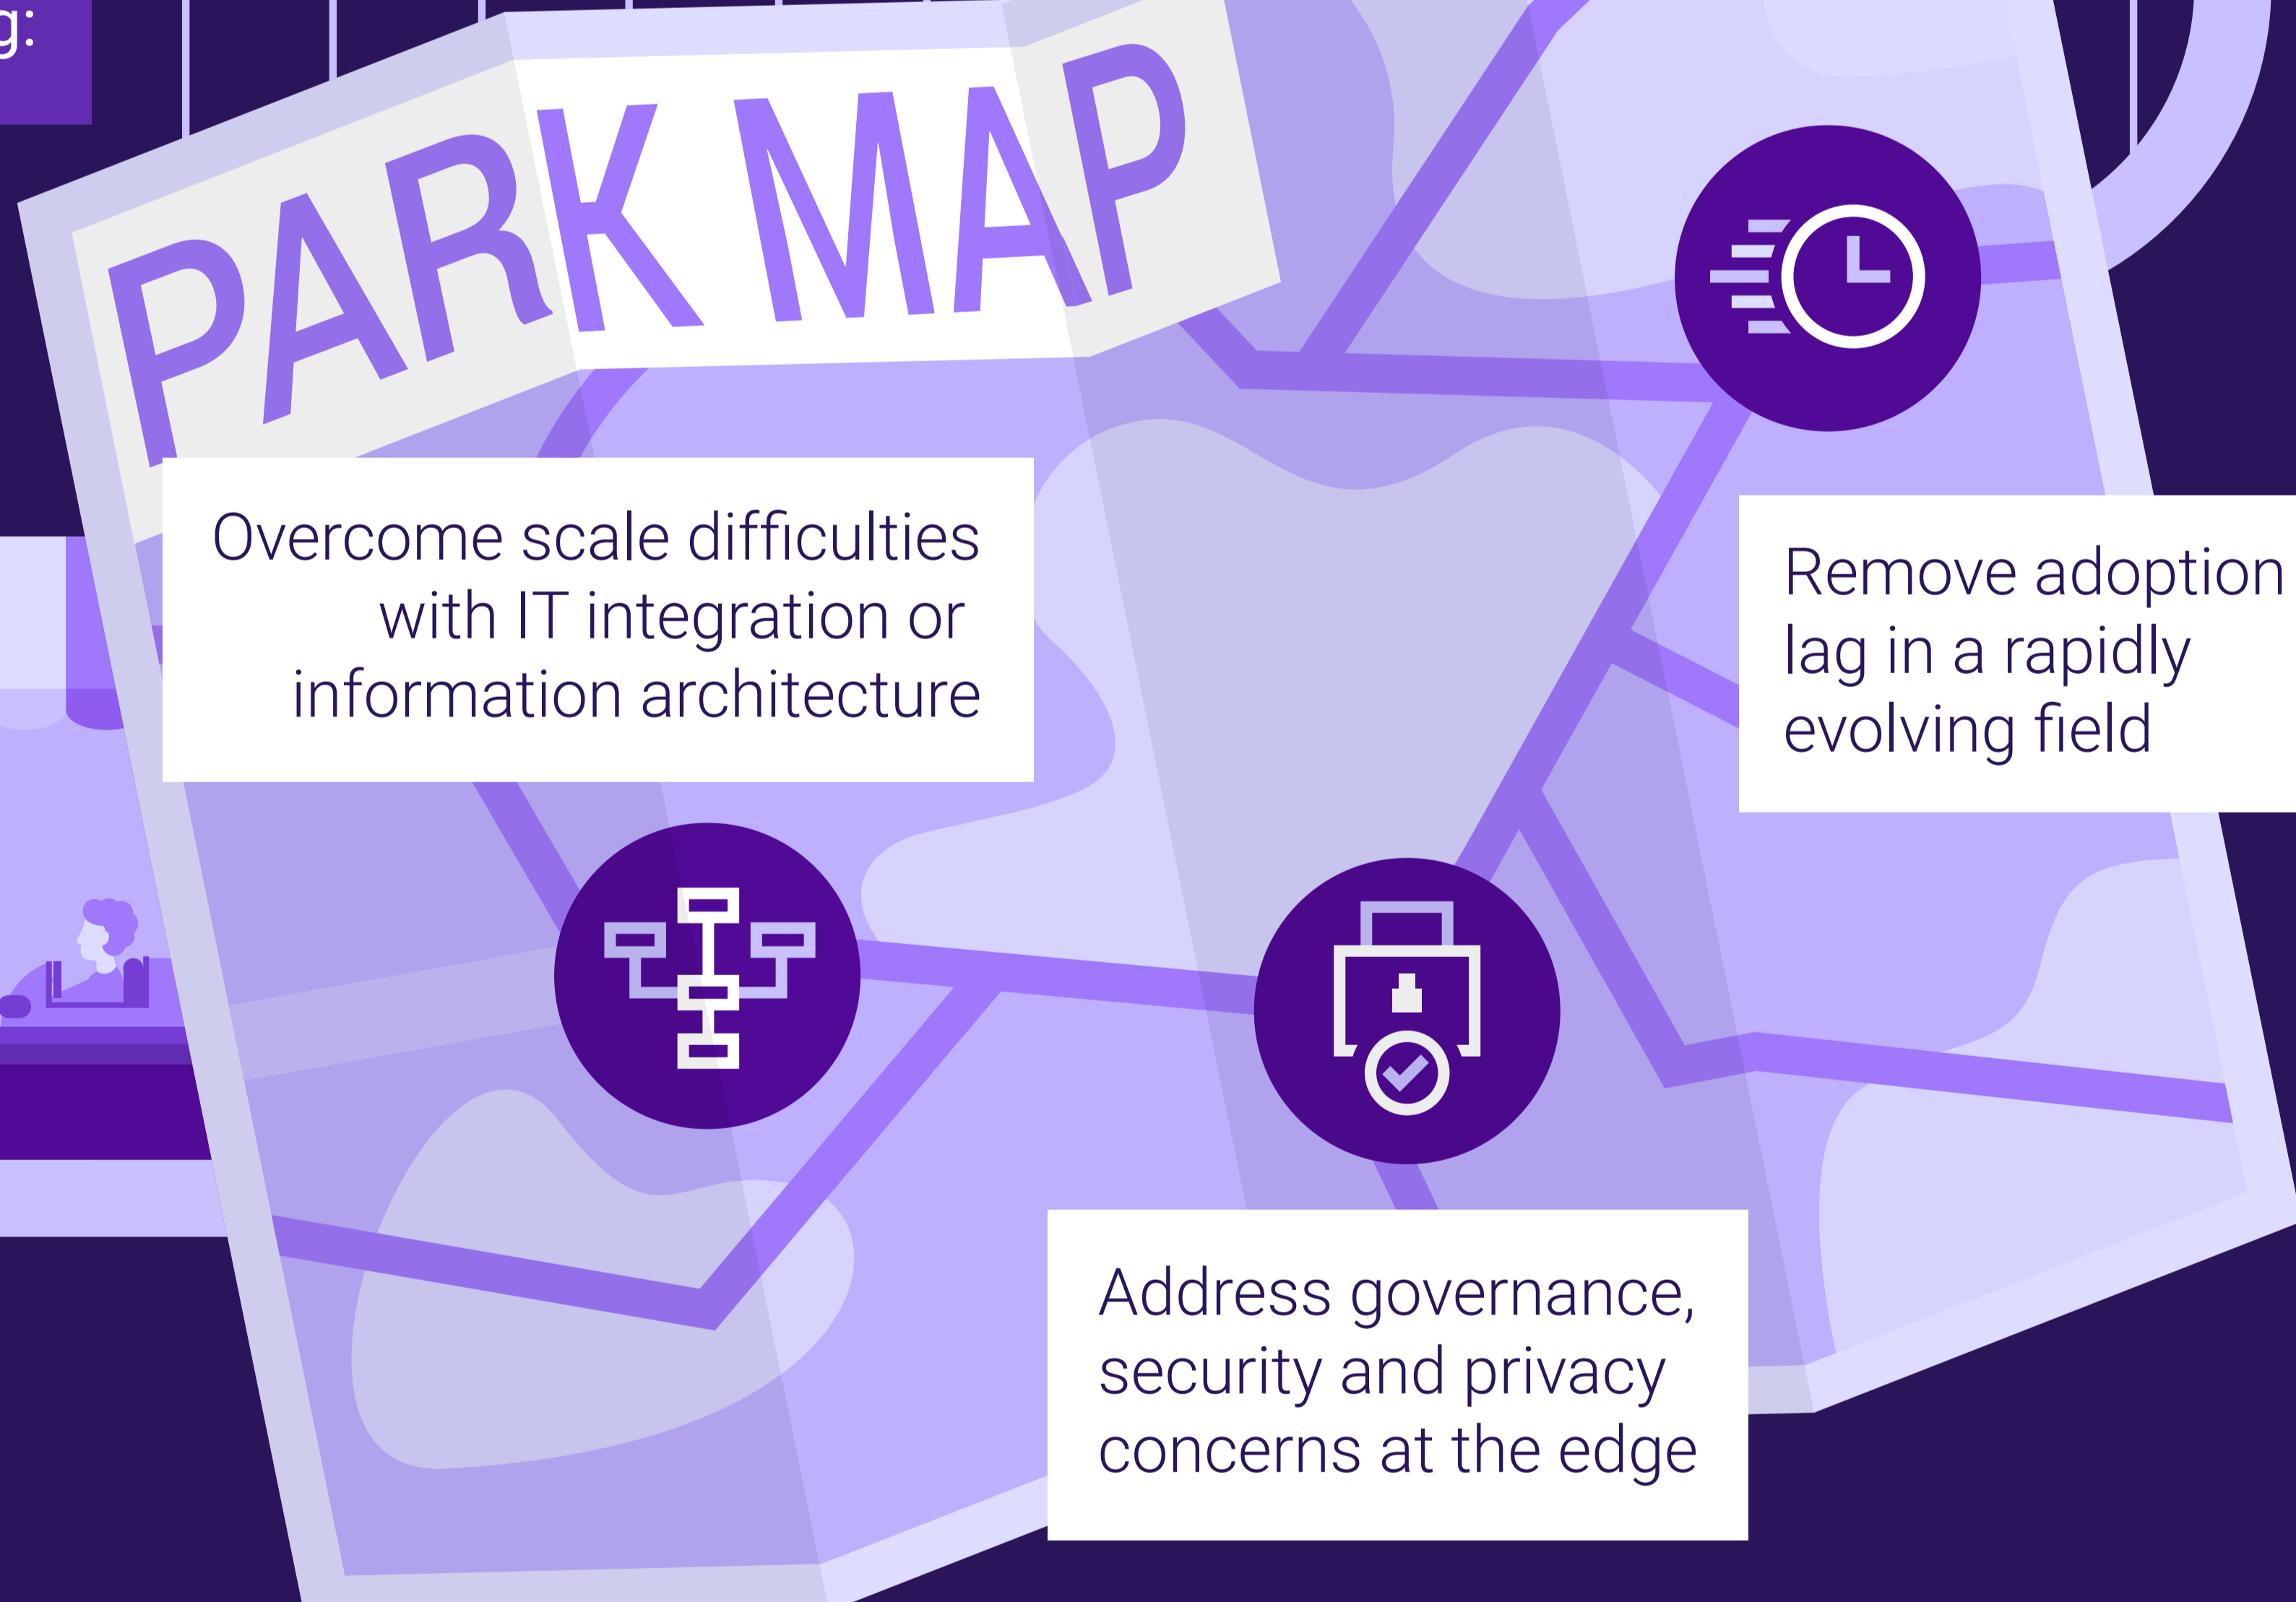 g:
PARK MAP
Overcome scale difficulties
with IT integration or
information architecture
Remove adoption
lag in a rapidly
evolving field
Address governance,
security and privacy
concerns at the edge